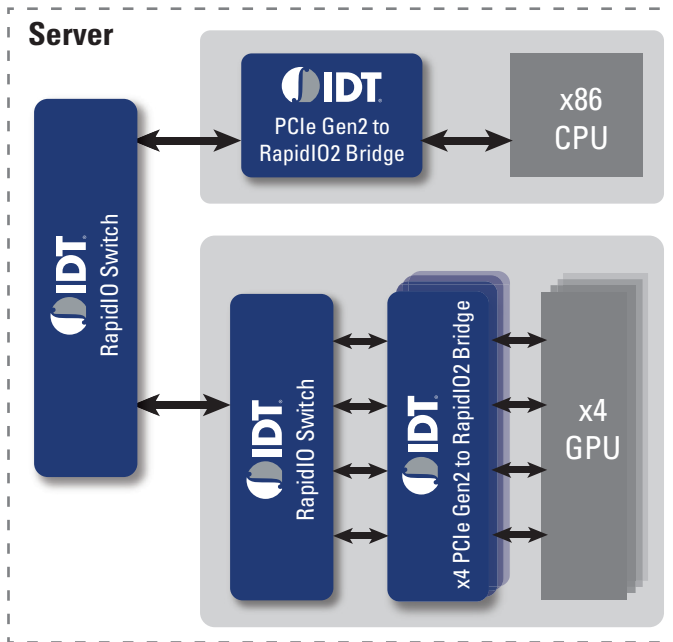 Server
IDT
PCIe Gen2 to
RapidIO2 Bridge
x86
CPU
IDT
RapidIO Switch
IDT
RapidIO Switch
IDT
x4 PCIe Gen2 to RapidIO2 Bridge
x4
GPU